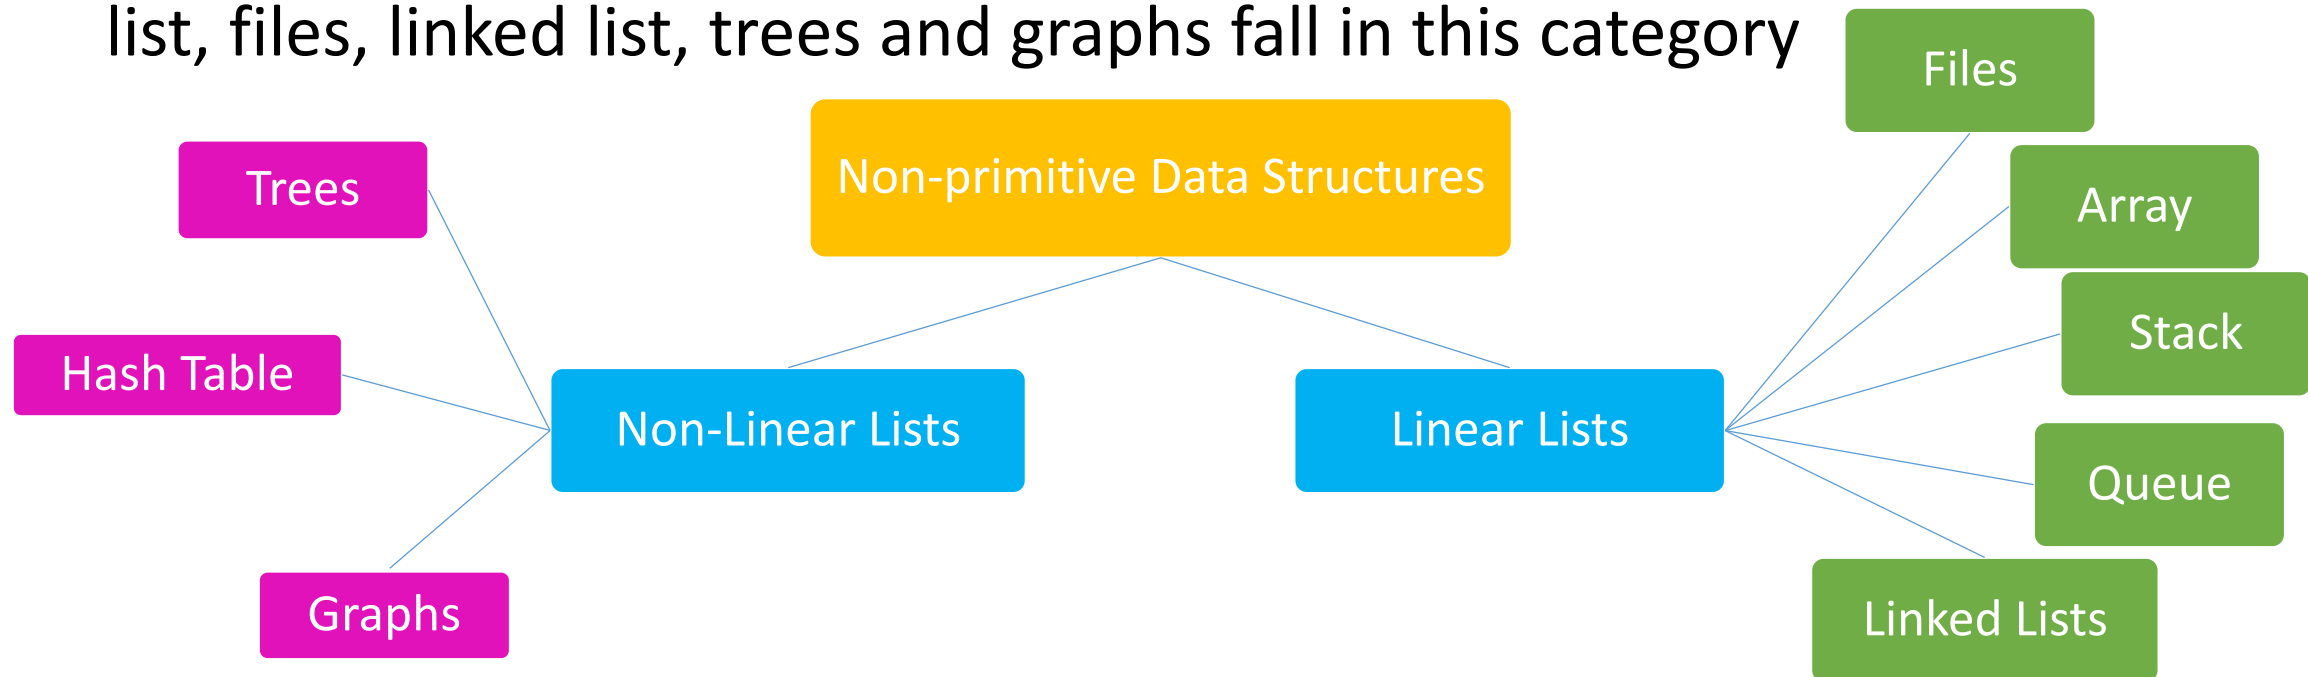 list, files, linked list, trees and graphs fall in this category
Files
Non-primitive Data Structures
Trees
Array
Stack
Hash Table
Non-Linear Lists
Linear Lists
Queue
Graphs
Linked Lists